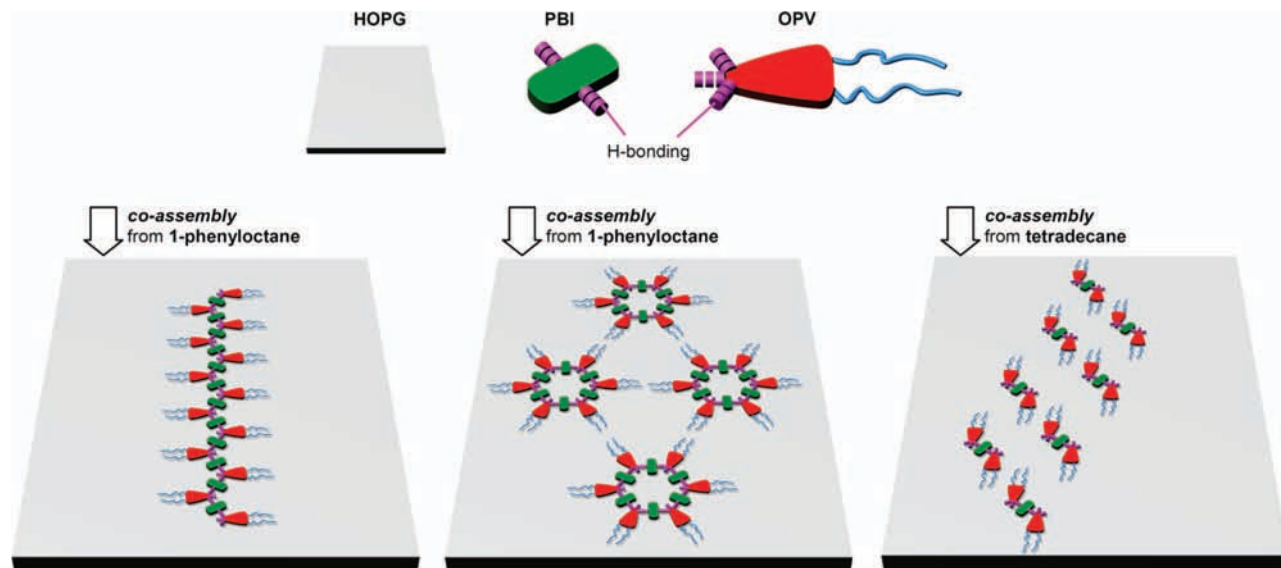 HOPG
PBI
OPV
H-bonding
co-assembly
from 1-phenyloctane
co-assembly
from 1-phenyloctane
co-assembly
from tetradecane